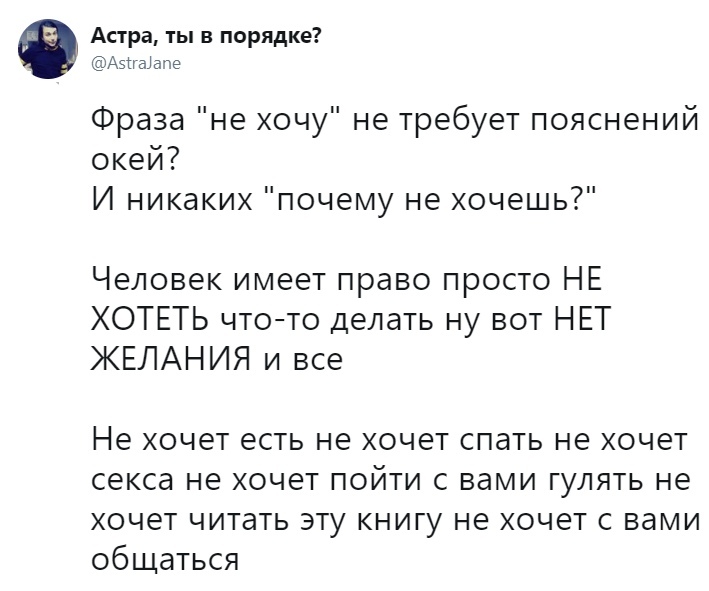 Астра, ты в порядке?
@AstraJane
Фраза "не хочу" не требует пояснений
окей?
И никаких "почему не хочешь?"
Человек имеет право просто НЕ
ХОТЕТЬ что-то делать ну вот НЕТ
ЖЕЛАНИЯ и все
Не хочет есть не хочет спать не хочет
секса не хочет пойти с вами гулять не
хочет читать эту книгу не хочет с вами
общаться